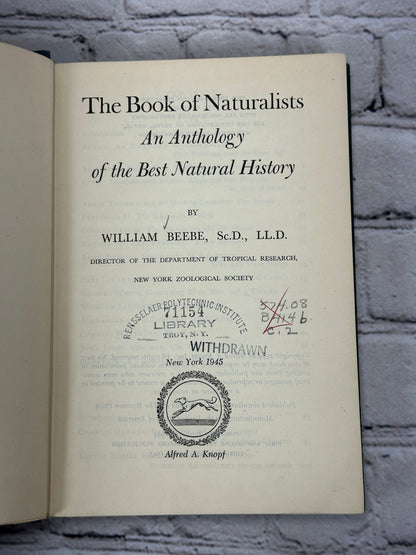 The Book of Naturalists
An Anthology
of the Best Natural History
BY
WILLIAM BEEBE, Sc.D., LL.D.
DIRECTOR OF THE DEPARTMENT OF TROPICAL RESEARCH,
NEW YORK ZOOLOGICAL SOCIETY
RENSSELAER POLYTECHNIC INSTITUTE
71154
LIBRARY
TROY, N.Y.
574.08
B414b
C.2
WITHDRAWN
New York 1945
Alfred A. Knopf